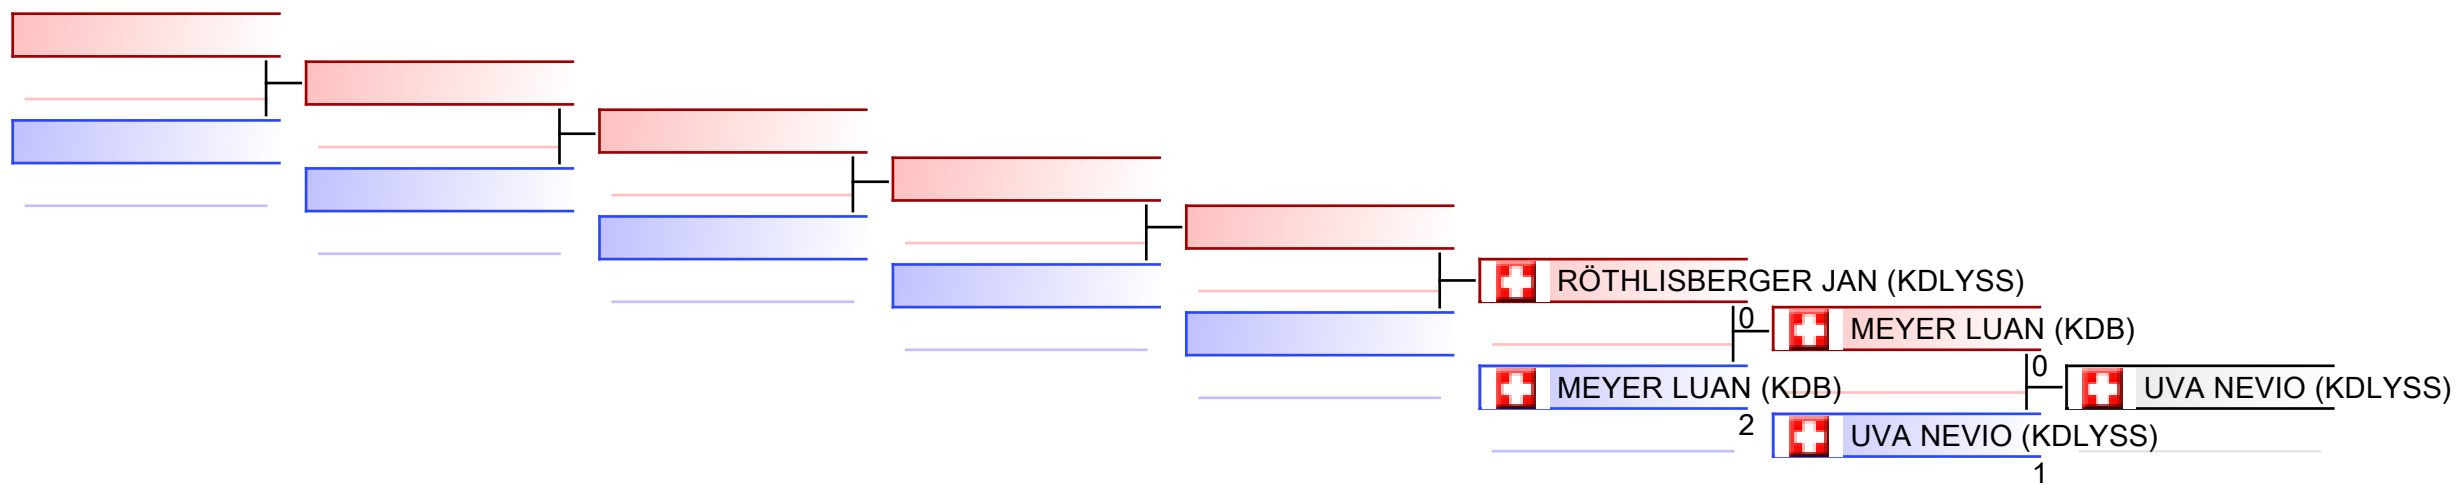 RÖTHLISBERGER JAN (KDLYSS)
0
MEYER LUAN (KDB)
MEYER LUAN (KDB)
2
0
UVA NEVIO (KDLYSS)
UVA NEVIO (KDLYSS)
1